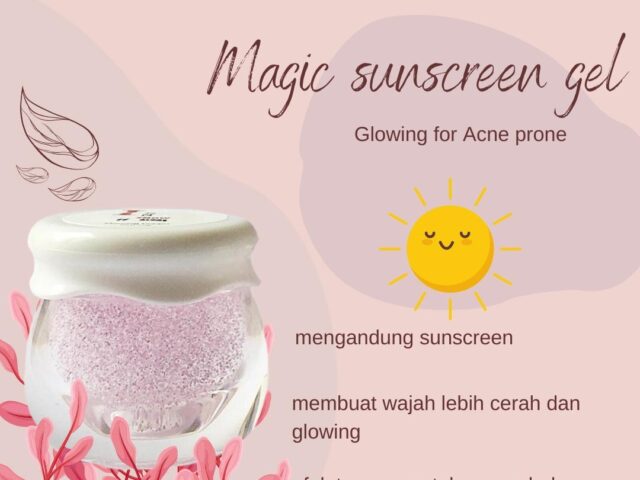 Magic sunscreen gel
Glowing for Acne prone
mengandung sunscreen
membuat wajah lebih cerah dan
glowing